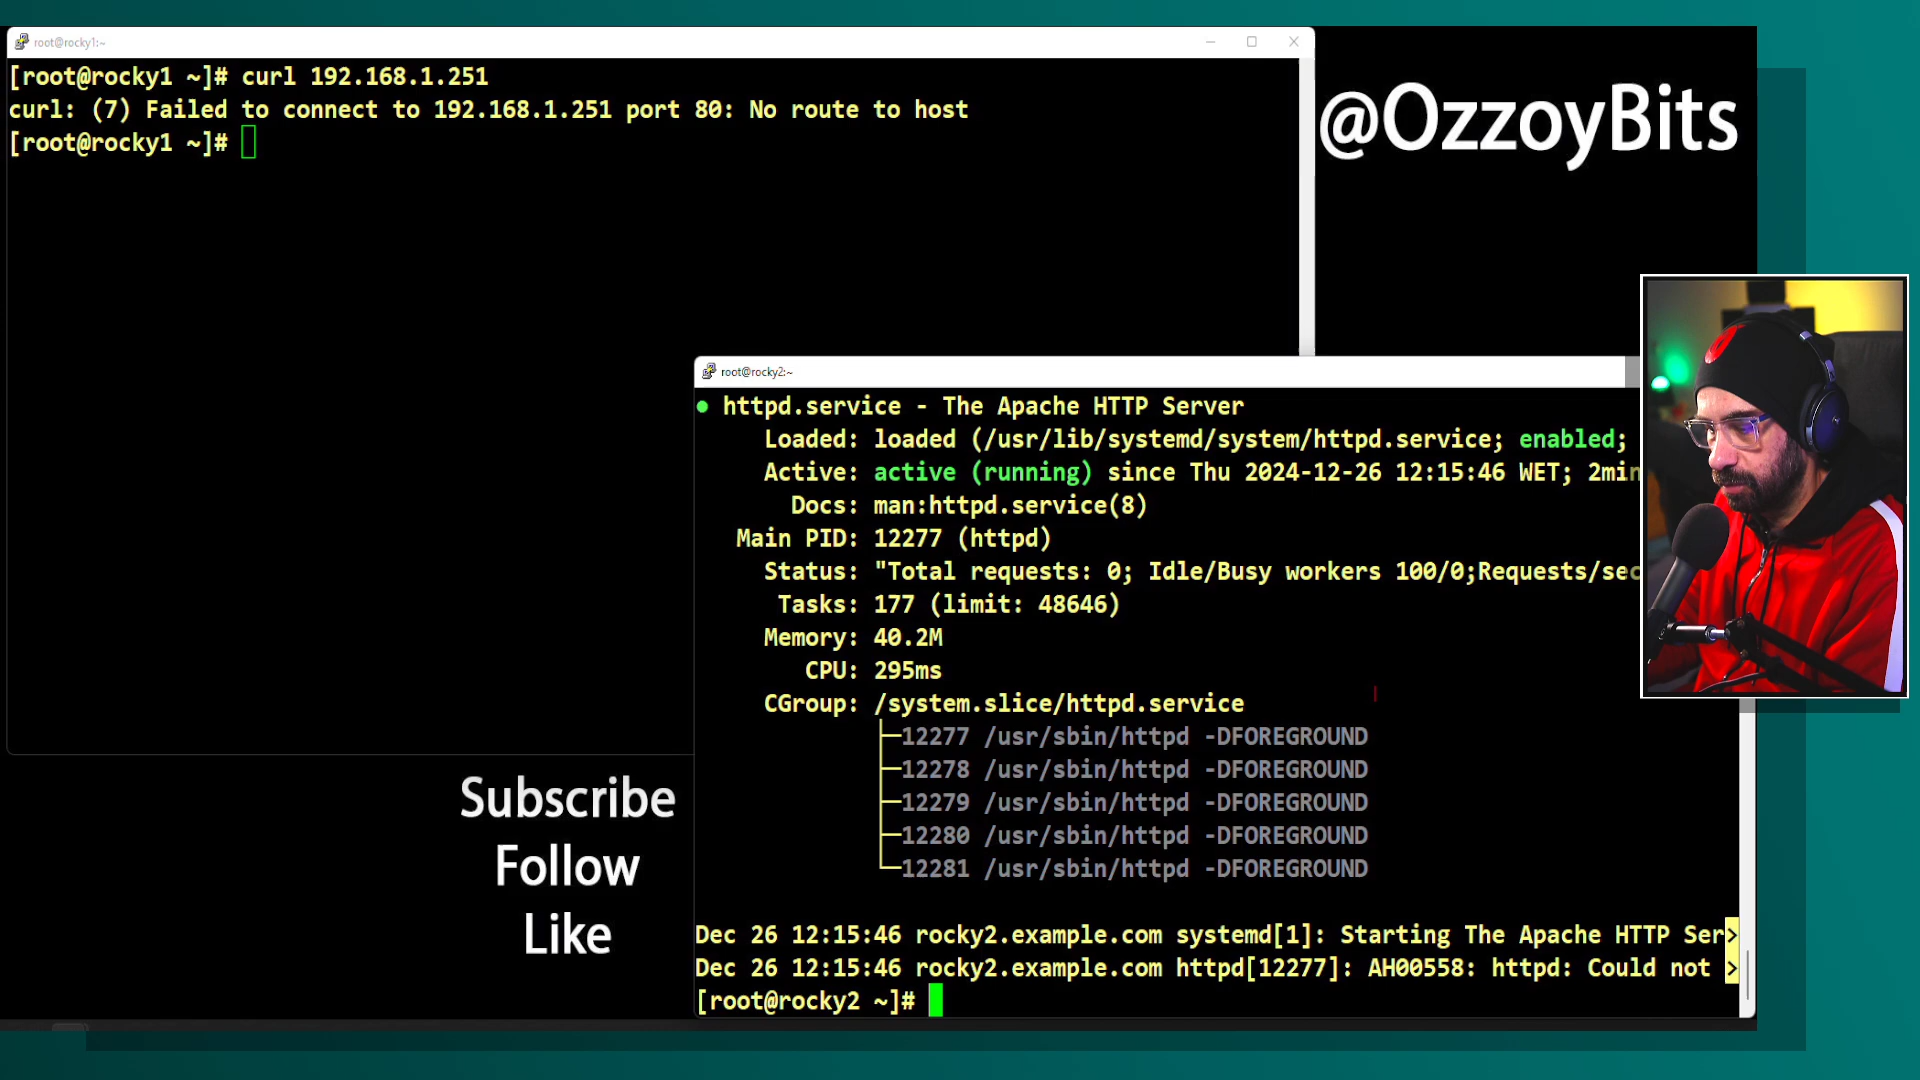 root@rocky1:~
[root@rocky1 ~]# curl 192.168.1.251
curl: (7) Failed to connect to 192.168.1.251 port 80: No route to host
[root@rocky1 ~]#
@OzzoyBits
root@rocky2:~
● httpd.service - The Apache HTTP Server
Loaded: loaded (/usr/lib/systemd/system/httpd.service; enabled;
Active: active (running) since Thu 2024-12-26 12:15:46 WET; 2min
Docs: man:httpd.service(8)
Main PID: 12277 (httpd)
Status: "Total requests: 0; Idle/Busy workers 100/0;Requests/sec
Tasks: 177 (limit: 48646)
Memory: 40.2M
CPU: 295ms
CGroup: /system.slice/httpd.service
├─12277 /usr/sbin/httpd -DFOREGROUND
├─12278 /usr/sbin/httpd -DFOREGROUND
├─12279 /usr/sbin/httpd -DFOREGROUND
├─12280 /usr/sbin/httpd -DFOREGROUND
└─12281 /usr/sbin/httpd -DFOREGROUND
Dec 26 12:15:46 rocky2.example.com systemd[1]: Starting The Apache HTTP Ser>
Dec 26 12:15:46 rocky2.example.com httpd[12277]: AH00558: httpd: Could not >
[root@rocky2 ~]#
Subscribe
Follow
Like